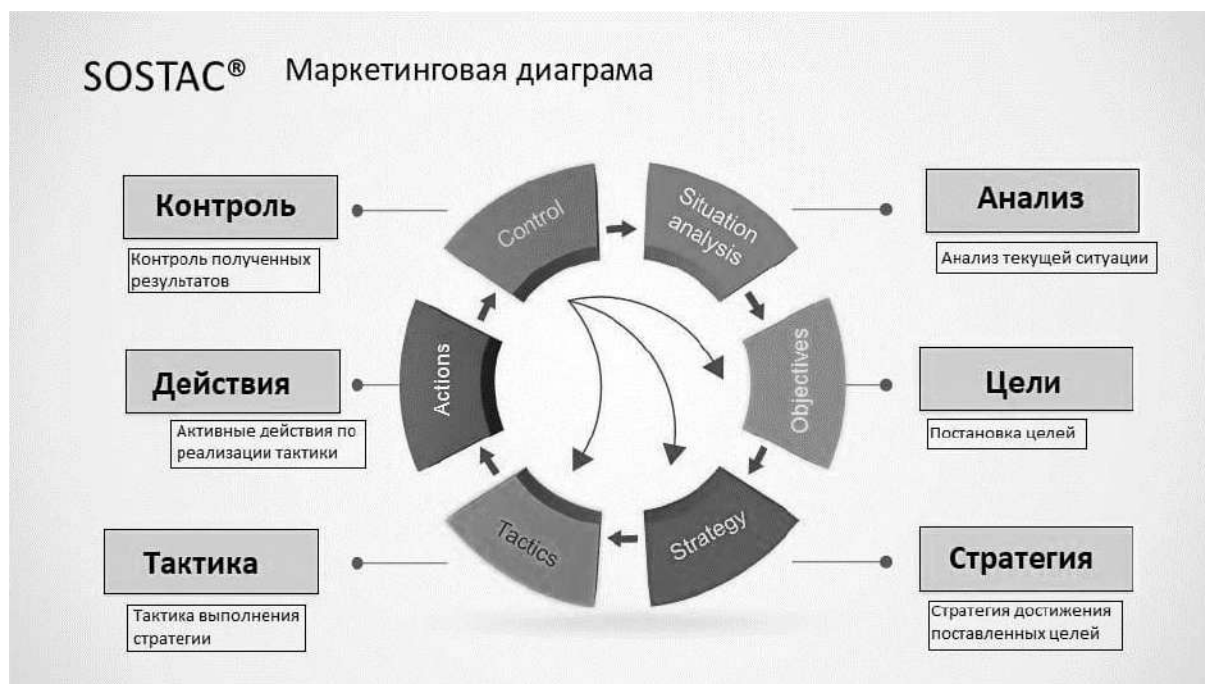 SOSTAC® Маркетинговая диаграма
Контроль
Контроль полученных
результатов
Действия
Активные действия по
реализации тактики
Тактика
Тактика выполнения
стратегии
Control
Situation
analysis
Actions
Objectives
Tactics
Strategy
Анализ
Анализ текущей ситуации
Цели
Постановка целей
Стратегия
Стратегия достижения
поставленных целей